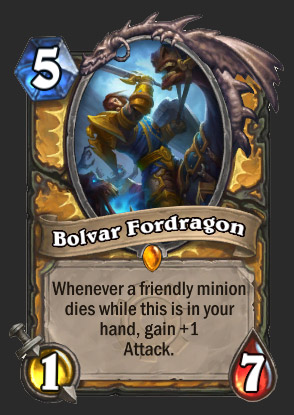 5
Bolvar Fordragon
Whenever a friendly minion
dies while this is in your
hand, gain +1
Attack.
1
7